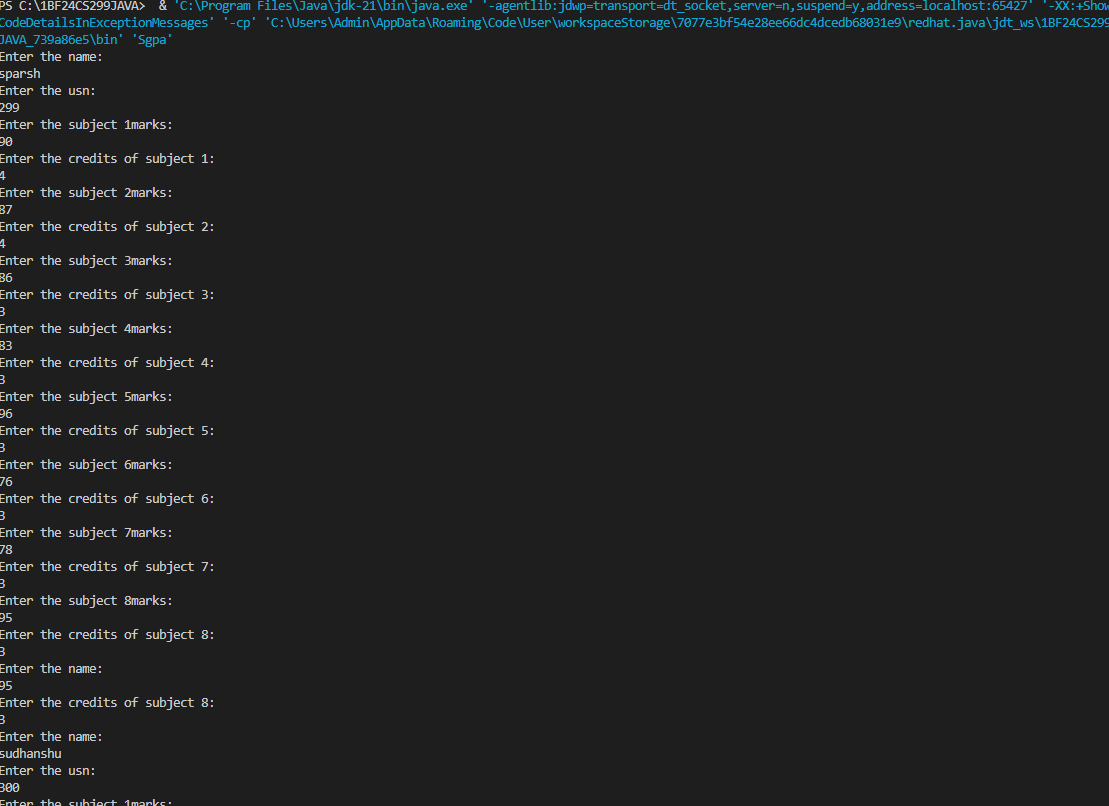 PS C:\1BF24CS299JAVA>  & 'C:\Program Files\Java\jdk-21\bin\java.exe' '-agentlib:jdwp=transport=dt_socket,server=n,suspend=y,address=localhost:65427' '-XX:+Show
CodeDetailsInExceptionMessages' '-cp' 'C:\Users\Admin\AppData\Roaming\Code\User\workspaceStorage\7077e3bf54e28ee66dc4dcedb68031e9\redhat.java\jdt_ws\1BF24CS299
JAVA_739a86e5\bin' 'Sgpa'
Enter the name:
sparsh
Enter the usn:
299
Enter the subject 1marks:
90
Enter the credits of subject 1:
4
Enter the subject 2marks:
87
Enter the credits of subject 2:
4
Enter the subject 3marks:
86
Enter the credits of subject 3:
3
Enter the subject 4marks:
83
Enter the credits of subject 4:
3
Enter the subject 5marks:
96
Enter the credits of subject 5:
3
Enter the subject 6marks:
76
Enter the credits of subject 6:
3
Enter the subject 7marks:
78
Enter the credits of subject 7:
3
Enter the subject 8marks:
95
Enter the credits of subject 8:
3
Enter the name:
95
Enter the credits of subject 8:
3
Enter the name:
sudhanshu
Enter the usn:
300
Enter the subject 1marks: